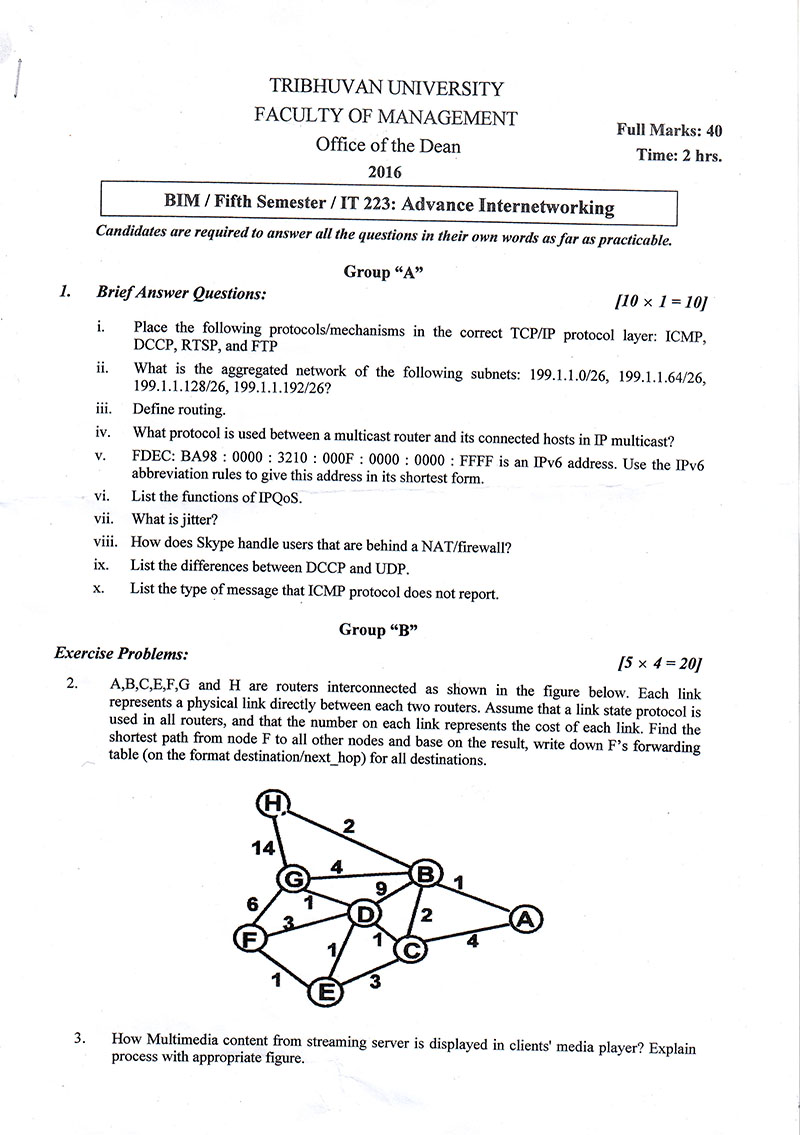 TRIBHUVAN UNIVERSITY
FACULTY OF MANAGEMENT
Office of the Dean
2016
Full Marks: 40
Time: 2 hrs.
BIM / Fifth Semester / IT 223: Advance Internetworking
Candidates are required to answer all the questions in their own words as far as practicable.
Group “A”
1. Brief Answer Questions: [10 × 1 = 10]
i. Place the following protocols/mechanisms in the correct TCP/IP protocol layer: ICMP,
DCCP, RTSP, and FTP
ii. What is the aggregated network of the following subnets: 199.1.1.0/26, 199.1.1.64/26,
199.1.1.128/26, 199.1.1.192/26?
iii. Define routing.
iv. What protocol is used between a multicast router and its connected hosts in IP multicast?
v. FDEC: BA98 : 0000 : 3210 : 000F : 0000 : 0000 : FFFF is an IPv6 address. Use the IPv6
abbreviation rules to give this address in its shortest form.
vi. List the functions of IPQoS.
vii. What is jitter?
viii. How does Skype handle users that are behind a NAT/firewall?
ix. List the differences between DCCP and UDP.
x. List the type of message that ICMP protocol does not report.
Group “B”
Exercise Problems: [5 × 4 = 20]
2. A,B,C,E,F,G and H are routers interconnected as shown in the figure below. Each link
represents a physical link directly between each two routers. Assume that a link state protocol is
used in all routers, and that the number on each link represents the cost of each link. Find the
shortest path from node F to all other nodes and base on the result, write down F’s forwarding
table (on the format destination/next_hop) for all destinations.
H
2
14
G 4 B
9 1
6 1
D 2 A
3
F 1 C 4
1
1 3
E
3. How Multimedia content from streaming server is displayed in clients' media player? Explain
process with appropriate figure.